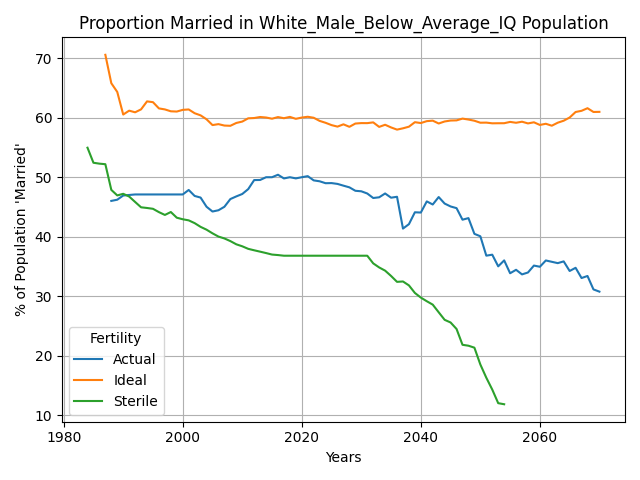 Proportion Married in White_Male_Below_Average_IQ Population
% of Population 'Married'
70
60
50
40
30
20
10
Fertility
Actual
Ideal
Sterile
1980 2000 2020 2040 2060
Years